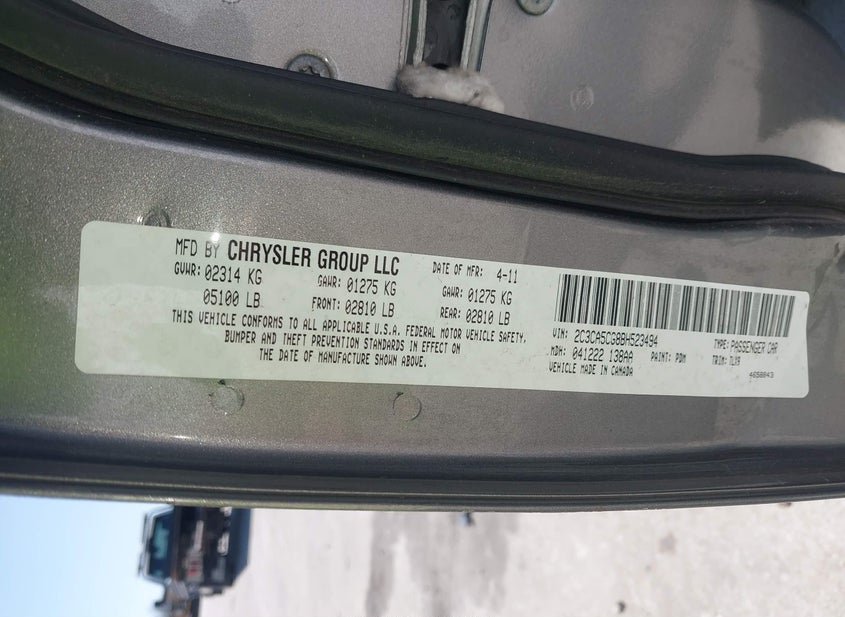 MFD BY CHRYSLER GROUP LLC DATE OF MFR: 4-11
GVWR: 02314 KG GAWR: 01275 KG GAWR: 01275 KG
05100 LB FRONT: 02810 LB REAR: 02810 LB
THIS VEHICLE CONFORMS TO ALL APPLICABLE U.S.A. FEDERAL MOTOR VEHICLE SAFETY,
BUMPER AND THEFT PREVENTION STANDARDS IN EFFECT ON
THE DATE OF MANUFACTURE SHOWN ABOVE.
VIN: 2C3CA5CG8BH523494 TYPE: PASSENGER CAR
MDH: 041222 138AA PAINT: PDM TRIM: TLX9
VEHICLE MADE IN CANADA 4658043